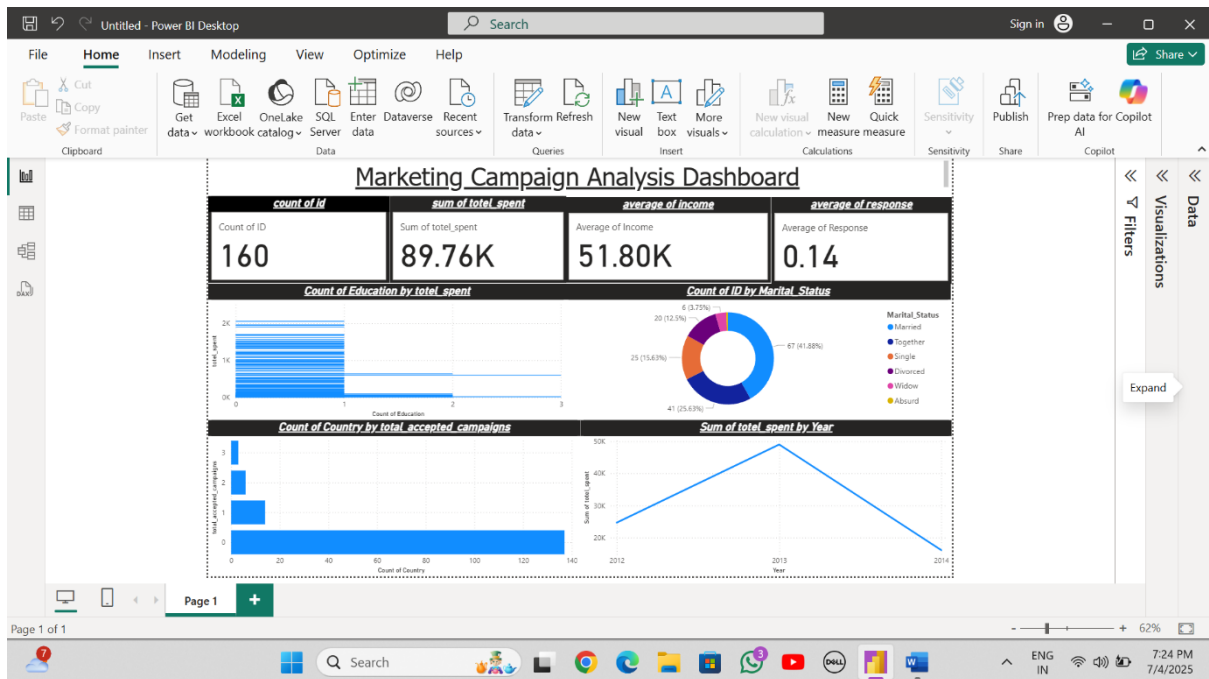 Untitled - Power BI Desktop
Search
Sign in
File Home Insert Modeling View Optimize Help
Share
Paste
Cut
Copy
Format painter
Clipboard
Get data
Excel workbook
OneLake catalog
SQL Server
Enter data
Dataverse
Recent sources
Data
Transform data
Refresh
Queries
New visual
Text box
More visuals
Insert
New visual calculation
New measure
Quick measure
Calculations
Sensitivity
Sensitivity
Publish
Share
Prep data for AI
Copilot
Copilot
Marketing Campaign Analysis Dashboard
count of id
sum of totel_spent
average of income
average of response
Count of ID
160
Sum of totel_spent
89.76K
Average of Income
51.80K
Average of Response
0.14
Count of Education by totel_spent
totel_spent
2K
1K
0K
0 1 2 3
Count of Education
Count of ID by Marital_Status
6 (3.75%)
20 (12.5%)
25 (15.63%)
41 (25.63%)
67 (41.88%)
Marital_Status
Married
Together
Single
Divorced
Widow
Absurd
Count of Country by total_accepted_campaigns
total_accepted_campaigns
3
2
1
0
0 20 40 60 80 100 120 140
Count of Country
Sum of totel_spent by Year
Sum of totel_spent
50K
40K
30K
20K
2012 2013 2014
Year
Filters
Visualizations
Data
Expand
DAX
Page 1
Page 1 of 1
62%
7
Search
3
DELL
W
ENG
IN
7:24 PM
7/4/2025